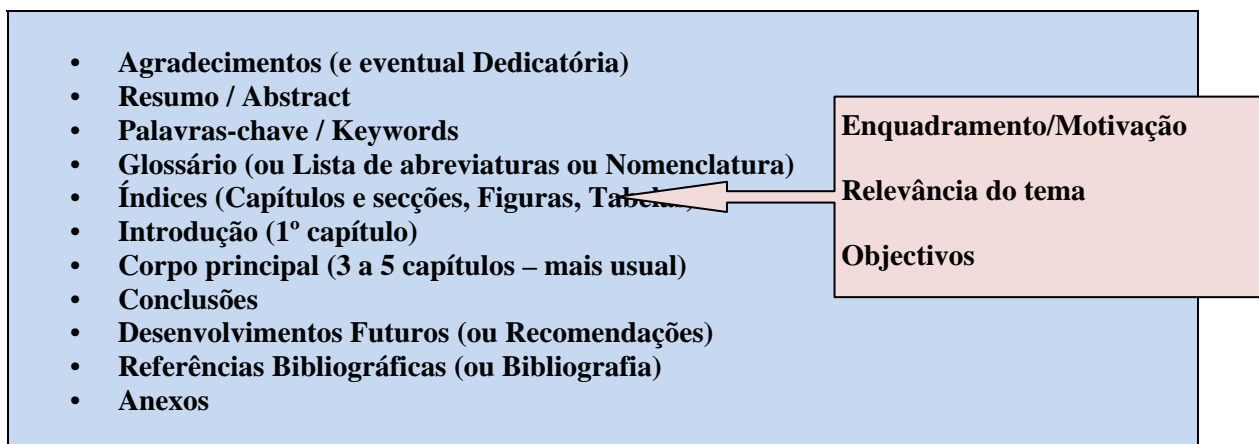 • Agradecimentos (e eventual Dedicatória)
• Resumo / Abstract
• Palavras-chave / Keywords
• Glossário (ou Lista de abreviaturas ou Nomenclatura)
• Índices (Capítulos e secções, Figuras, Tabelas,
• Introdução (1º capítulo)
• Corpo principal (3 a 5 capítulos – mais usual)
• Conclusões
• Desenvolvimentos Futuros (ou Recomendações)
• Referências Bibliográficas (ou Bibliografia)
• Anexos
Enquadramento/Motivação
Relevância do tema
Objectivos